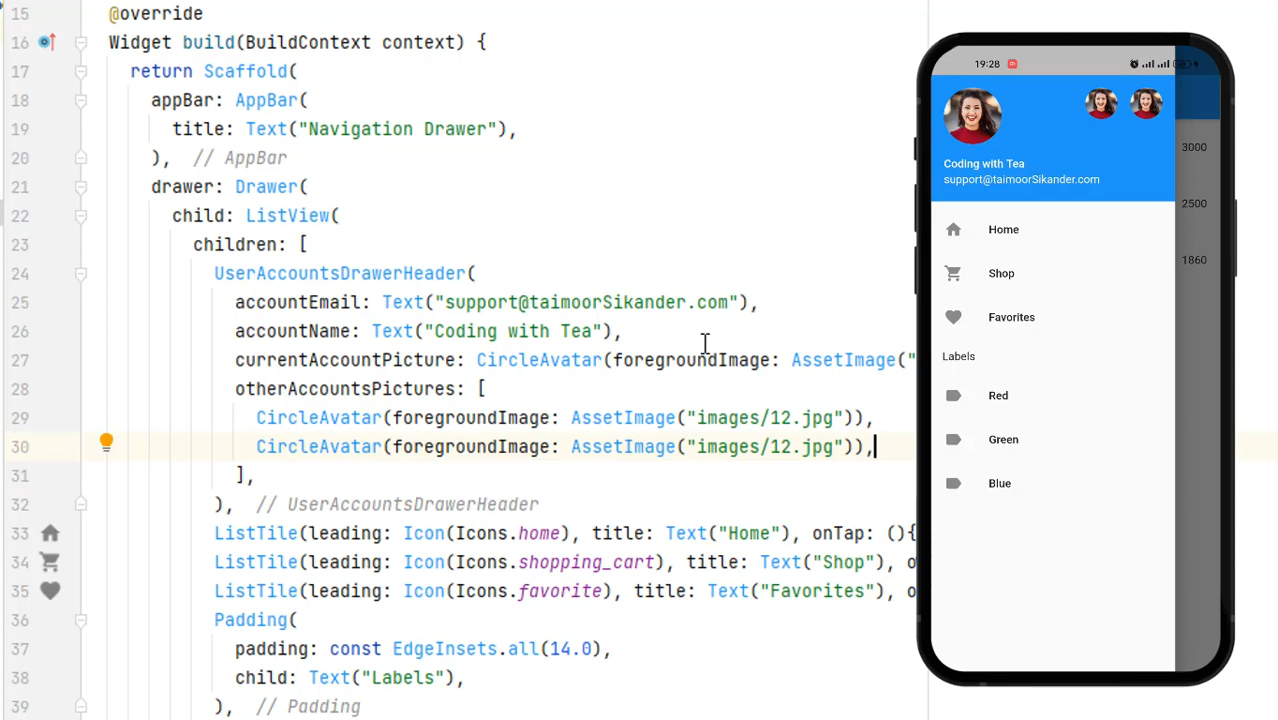 15 @override
16 Widget build(BuildContext context) {
17 return Scaffold(
18 appBar: AppBar(
19 title: Text("Navigation Drawer"),
20 ), // AppBar
21 drawer: Drawer(
22 child: ListView(
23 children: [
24 UserAccountsDrawerHeader(
25 accountEmail: Text("support@taimoorSikander.com"),
26 accountName: Text("Coding with Tea"),
27 currentAccountPicture: CircleAvatar(foregroundImage: AssetImage("
28 otherAccountsPictures: [
29 CircleAvatar(foregroundImage: AssetImage("images/12.jpg")),
30 CircleAvatar(foregroundImage: AssetImage("images/12.jpg")),
31 ],
32 ), // UserAccountsDrawerHeader
33 ListTile(leading: Icon(Icons.home), title: Text("Home"), onTap: (){
34 ListTile(leading: Icon(Icons.shopping_cart), title: Text("Shop"), o
35 ListTile(leading: Icon(Icons.favorite), title: Text("Favorites"), o
36 Padding(
37 padding: const EdgeInsets.all(14.0),
38 child: Text("Labels"),
39 ), // Padding
19:28
Coding with Tea
support@taimoorSikander.com
3000
2500
1860
Home
Shop
Favorites
Labels
Red
Green
Blue